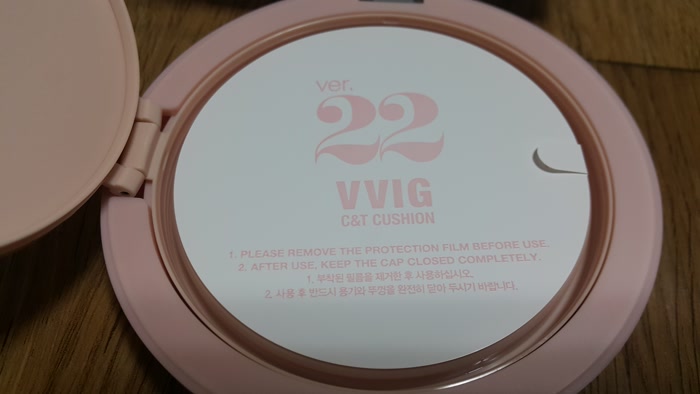 ver.
22
VVIG
C&T CUSHION
1. PLEASE REMOVE THE PROTECTION FILM BEFORE USE.
2. AFTER USE, KEEP THE CAP CLOSED COMPLETELY.
1. 부착된 필름을 제거한 후 사용하십시오.
2. 사용 후 반드시 용기와 뚜껑을 완전히 닫아 두시기 바랍니다.